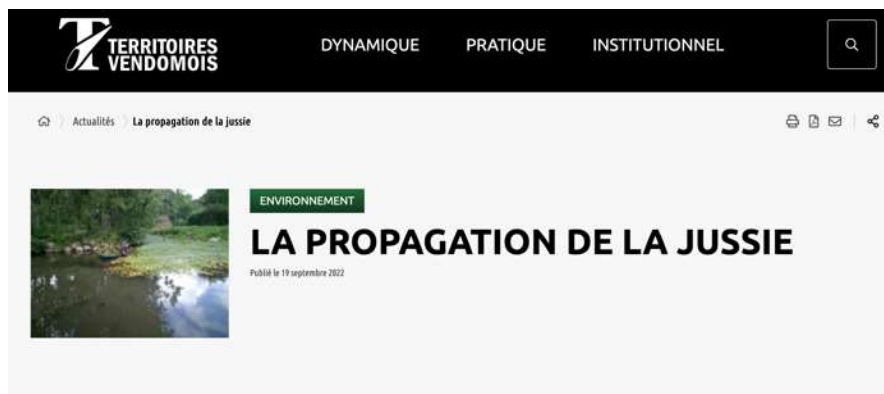 TERRITOIRES
VENDOMOIS
DYNAMIQUE PRATIQUE INSTITUTIONNEL
Actualités La propagation de la jussie
ENVIRONNEMENT
LA PROPAGATION DE LA JUSSIE
Publié le 19 septembre 2022